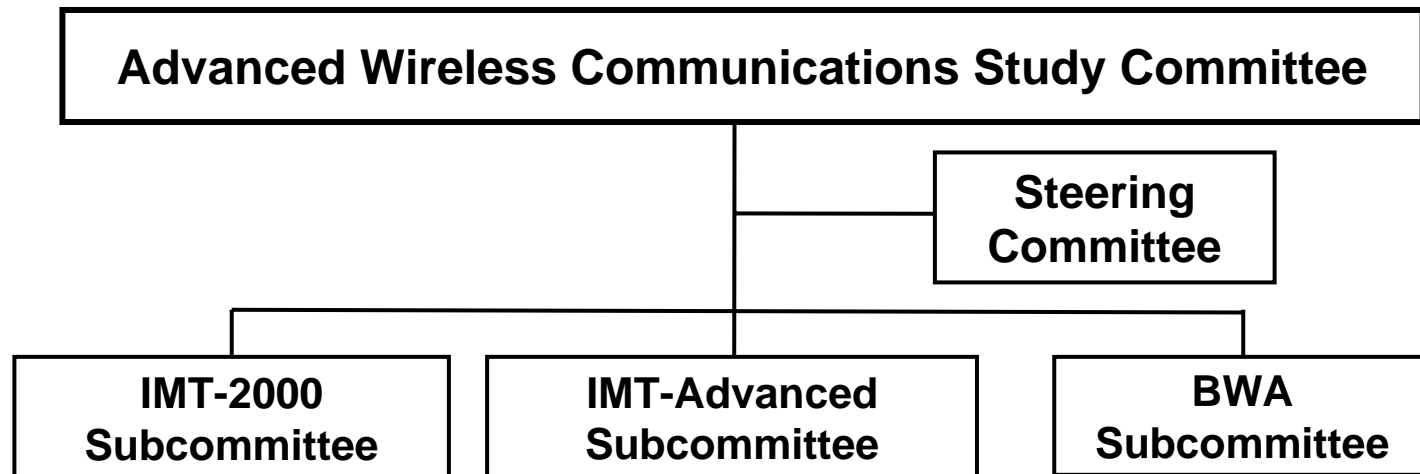 Advanced Wireless Communications Study Committee
Steering
Committee
IMT-2000
Subcommittee
IMT-Advanced
Subcommittee
BWA
Subcommittee